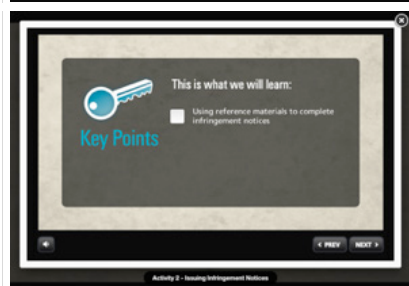 This is what we will learn:
Using reference materials to complete
infringement notices
Key Points
< PREV
NEXT >
Activity 2 - Issuing Infringement Notices